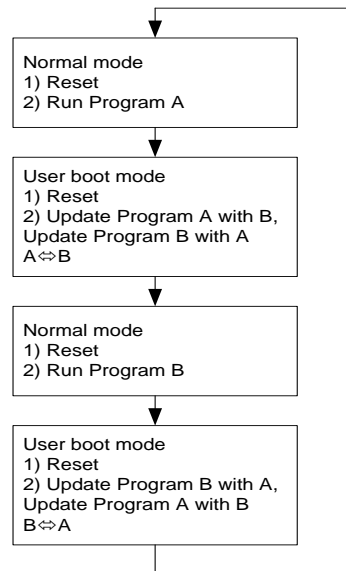 Normal mode
1) Reset
2) Run Program A
User boot mode
1) Reset
2) Update Program A with B,
Update Program B with A
A⇔B
Normal mode
1) Reset
2) Run Program B
User boot mode
1) Reset
2) Update Program B with A,
Update Program A with B
B⇔A